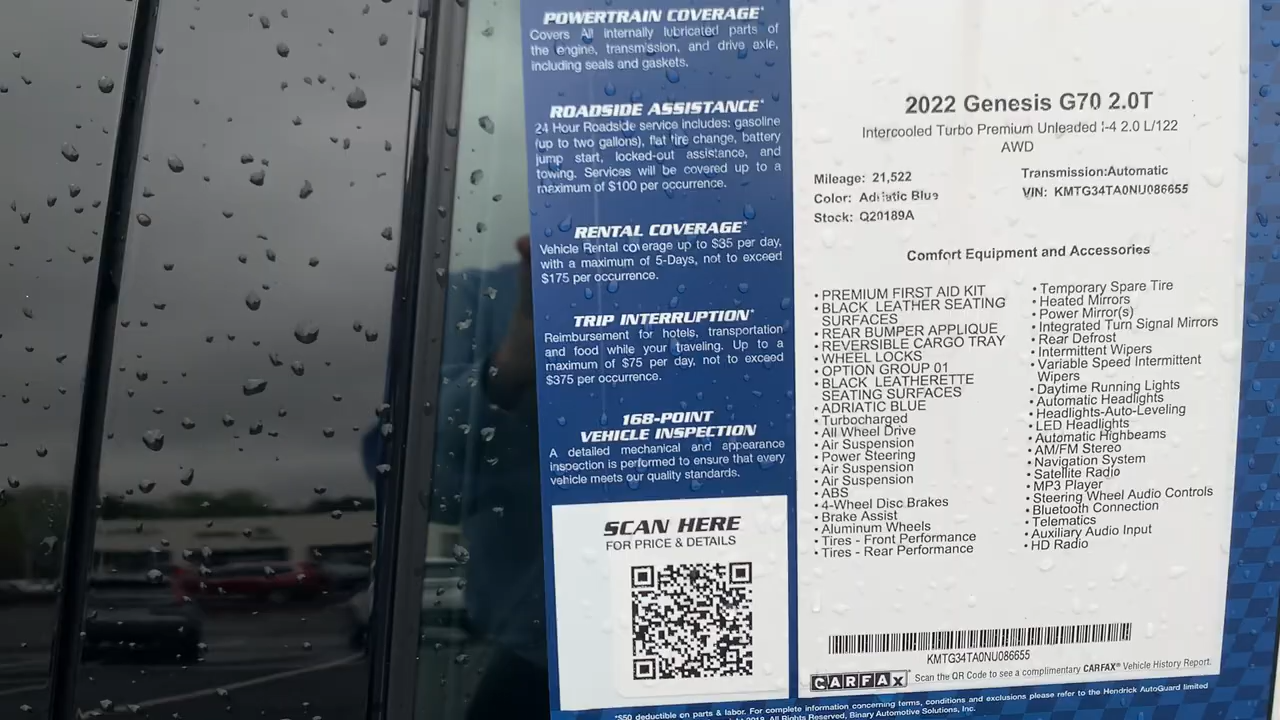 POWERTRAIN COVERAGE*
Covers All internally lubricated parts of
the engine, transmission, and drive axle,
including seals and gaskets.
ROADSIDE ASSISTANCE*
24 Hour Roadside service includes: gasoline
(up to two gallons), flat tire change, battery
jump start, locked-out assistance, and
towing. Services will be covered up to a
maximum of $100 per occurrence.
RENTAL COVERAGE*
Vehicle Rental coverage up to $35 per day,
with a maximum of 5-Days, not to exceed
$175 per occurrence.
TRIP INTERRUPTION*
Reimbursement for hotels, transportation
and food while your traveling. Up to a
maximum of $75 per day, not to exceed
$375 per occurrence.
168-POINT
VEHICLE INSPECTION
A detailed mechanical and appearance
inspection is performed to ensure that every
vehicle meets our quality standards.
SCAN HERE
FOR PRICE & DETAILS
2022 Genesis G70 2.0T
Intercooled Turbo Premium Unleaded I-4 2.0 L/122
AWD
Mileage: 21,522
Color: Adriatic Blue
Stock: Q20189A
Transmission:Automatic
VIN: KMTG34TA0NU086655
Comfort Equipment and Accessories
• PREMIUM FIRST AID KIT
• BLACK LEATHER SEATING
SURFACES
• REAR BUMPER APPLIQUE
• REVERSIBLE CARGO TRAY
• WHEEL LOCKS
• OPTION GROUP 01
• BLACK LEATHERETTE
SEATING SURFACES
• ADRIATIC BLUE
• Turbocharged
• All Wheel Drive
• Air Suspension
• Power Steering
• Air Suspension
• Air Suspension
• ABS
• 4-Wheel Disc Brakes
• Brake Assist
• Aluminum Wheels
• Tires - Front Performance
• Tires - Rear Performance
• Temporary Spare Tire
• Heated Mirrors
• Power Mirror(s)
• Integrated Turn Signal Mirrors
• Rear Defrost
• Intermittent Wipers
• Variable Speed Intermittent
Wipers
• Daytime Running Lights
• Automatic Headlights
• Headlights-Auto-Leveling
• LED Headlights
• Automatic Highbeams
• AM/FM Stereo
• Navigation System
• Satellite Radio
• MP3 Player
• Steering Wheel Audio Controls
• Bluetooth Connection
• Telematics
• Auxiliary Audio Input
• HD Radio
KMTG34TA0NU086655
CARFAX Scan the QR Code to see a complimentary CARFAX® Vehicle History Report.
*$50 deductible on parts & labor. For complete information concerning terms, conditions and exclusions please refer to the Hendrick AutoGuard limited
2018. All Rights Reserved, Binary Automotive Solutions, Inc.